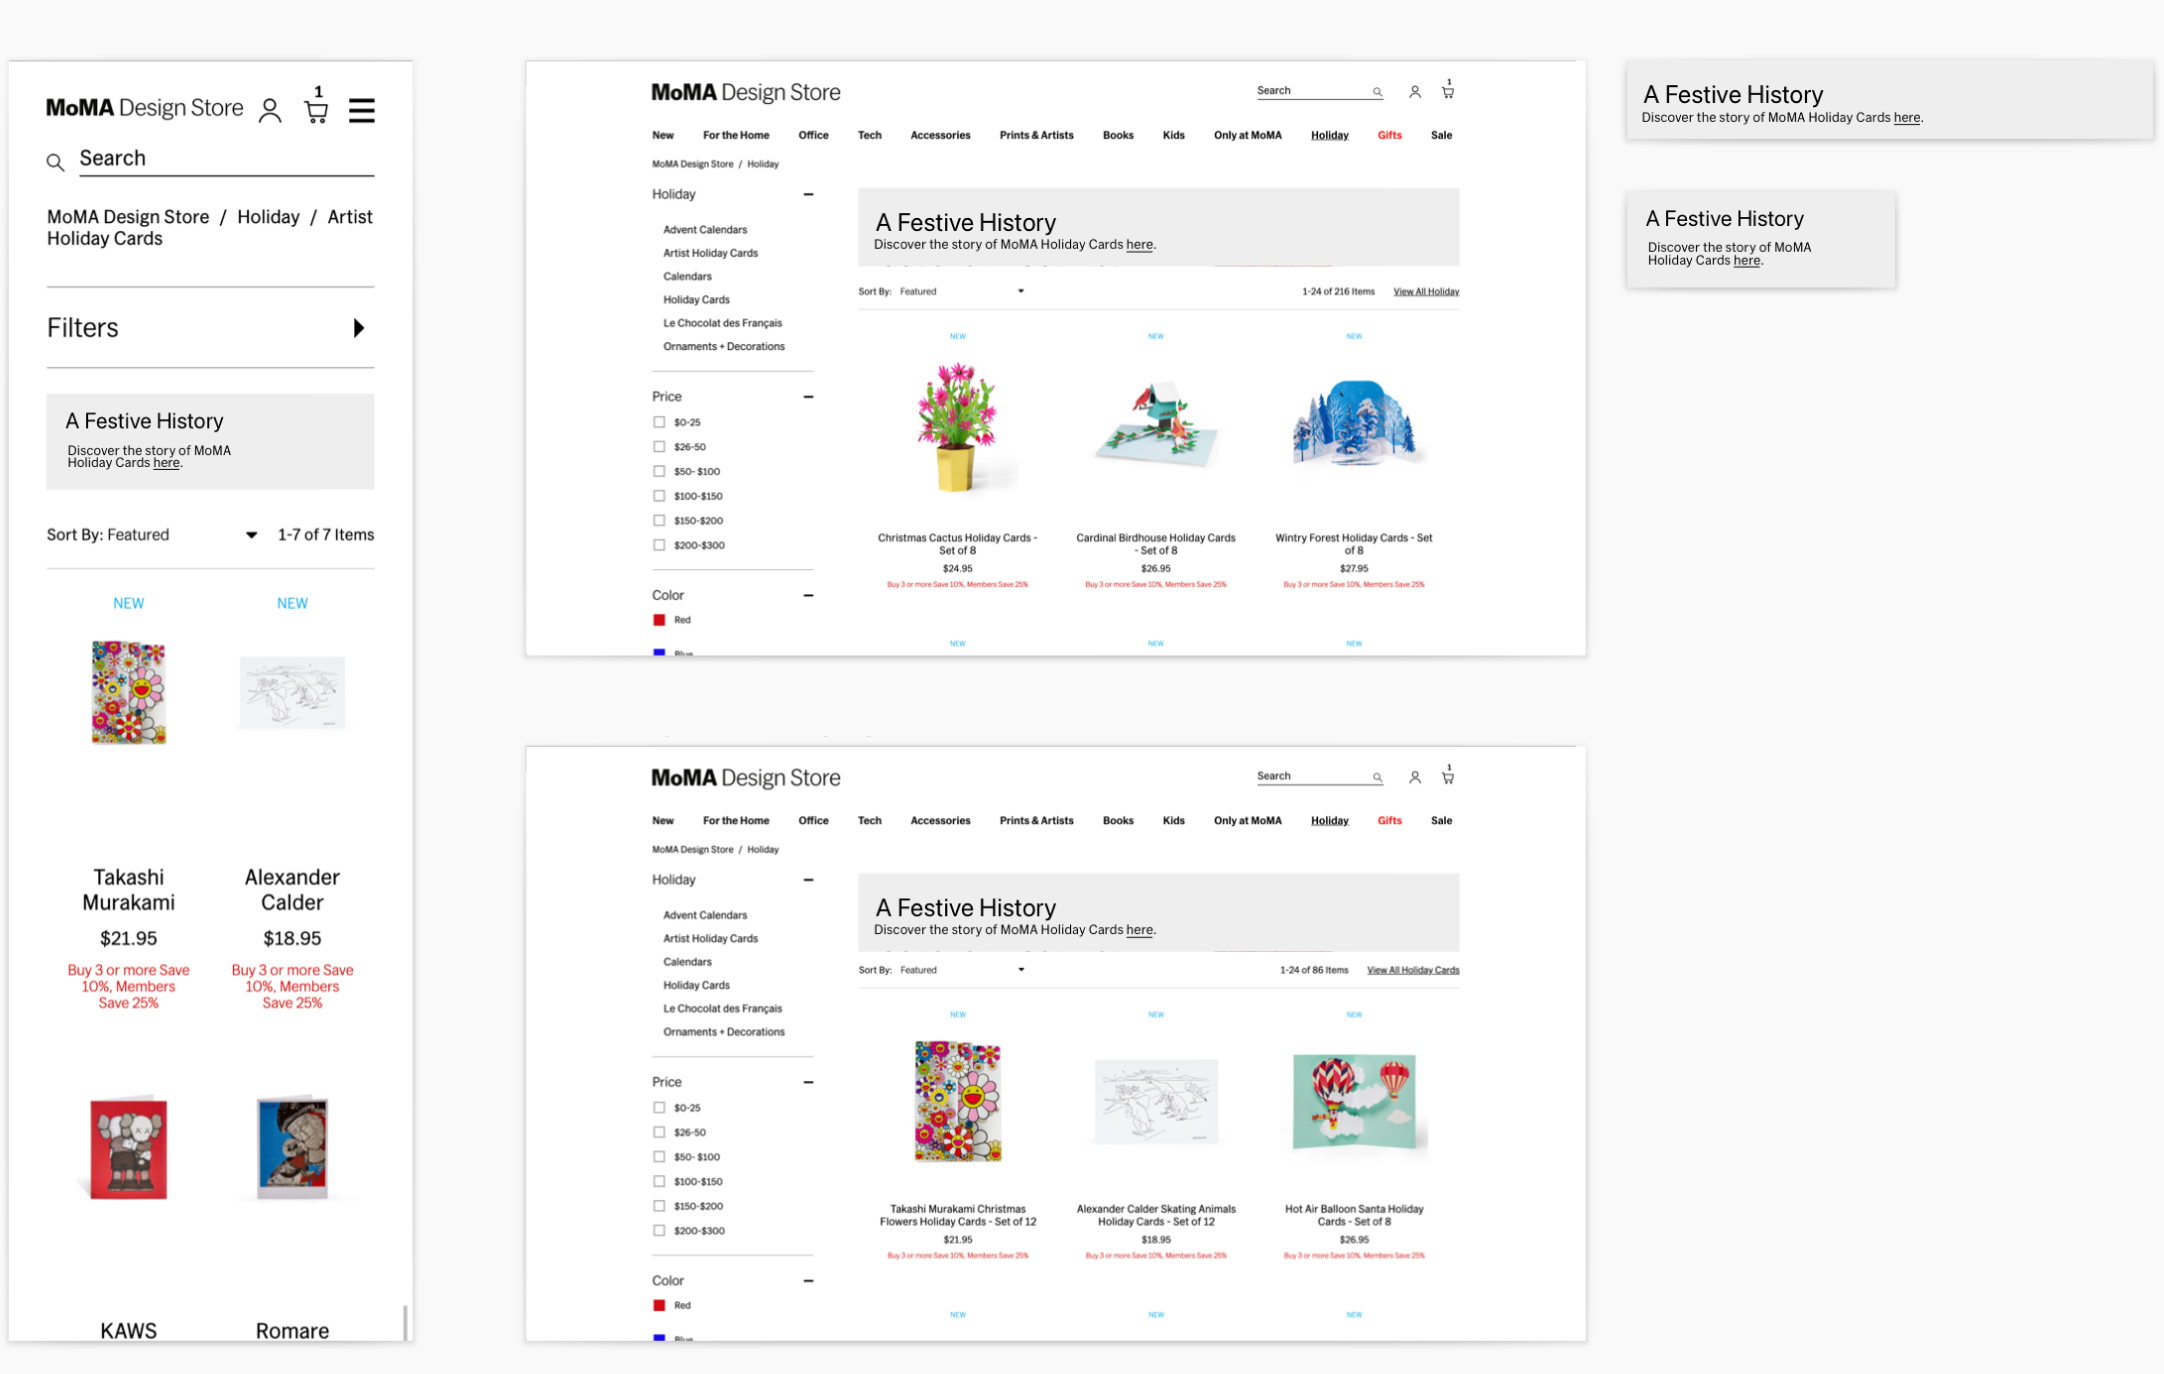 MoMA Design Store
1
Search
MoMA Design Store / Holiday / Artist
Holiday Cards
Filters
A Festive History
Discover the story of MoMA
Holiday Cards here.
Sort By: Featured
1-7 of 7 Items
NEW NEW
Takashi
Murakami
$21.95
Buy 3 or more Save
10%, Members
Save 25%
Alexander
Calder
$18.95
Buy 3 or more Save
10%, Members
Save 25%
KAWS
Romare
MoMA Design Store
Search
1
New For the Home Office Tech Accessories Prints & Artists Books Kids Only at MoMA Holiday Gifts Sale
MoMA Design Store / Holiday
Holiday
Advent Calendars
Artist Holiday Cards
Calendars
Holiday Cards
Le Chocolat des Français
Ornaments + Decorations
Price
$0-25
$26-50
$50- $100
$100-$150
$150-$200
$200-$300
Color
Red
Blue
A Festive History
Discover the story of MoMA Holiday Cards here.
Sort By: Featured
1-24 of 216 Items View All Holiday
NEW NEW NEW
Christmas Cactus Holiday Cards -
Set of 8
$24.95
Buy 3 or more Save 10%, Members Save 25%
Cardinal Birdhouse Holiday Cards
- Set of 8
$26.95
Buy 3 or more Save 10%, Members Save 25%
Wintry Forest Holiday Cards - Set
of 8
$27.95
Buy 3 or more Save 10%, Members Save 25%
NEW NEW NEW
MoMA Design Store
Search
1
New For the Home Office Tech Accessories Prints & Artists Books Kids Only at MoMA Holiday Gifts Sale
MoMA Design Store / Holiday
Holiday
Advent Calendars
Artist Holiday Cards
Calendars
Holiday Cards
Le Chocolat des Français
Ornaments + Decorations
Price
$0-25
$26-50
$50- $100
$100-$150
$150-$200
$200-$300
Color
Red
Blue
A Festive History
Discover the story of MoMA Holiday Cards here.
Sort By: Featured
1-24 of 86 Items View All Holiday Cards
NEW NEW NEW
Takashi Murakami Christmas
Flowers Holiday Cards - Set of 12
$21.95
Buy 3 or more Save 10%, Members Save 25%
Alexander Calder Skating Animals
Holiday Cards - Set of 12
$18.95
Buy 3 or more Save 10%, Members Save 25%
Hot Air Balloon Santa Holiday
Cards - Set of 8
$26.95
Buy 3 or more Save 10%, Members Save 25%
NEW NEW NEW
A Festive History
Discover the story of MoMA Holiday Cards here.
A Festive History
Discover the story of MoMA
Holiday Cards here.